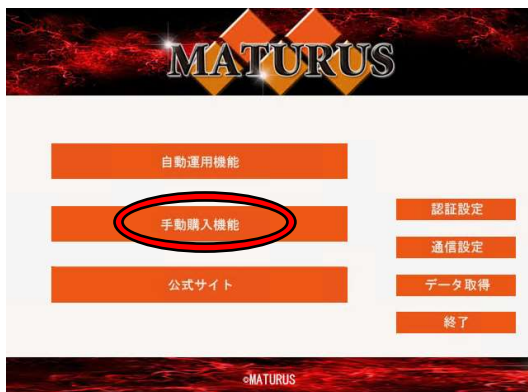 MATURUS
自動運用機能
手動購入機能
公式サイト
認証設定
通信設定
データ取得
終了
©MATURUS